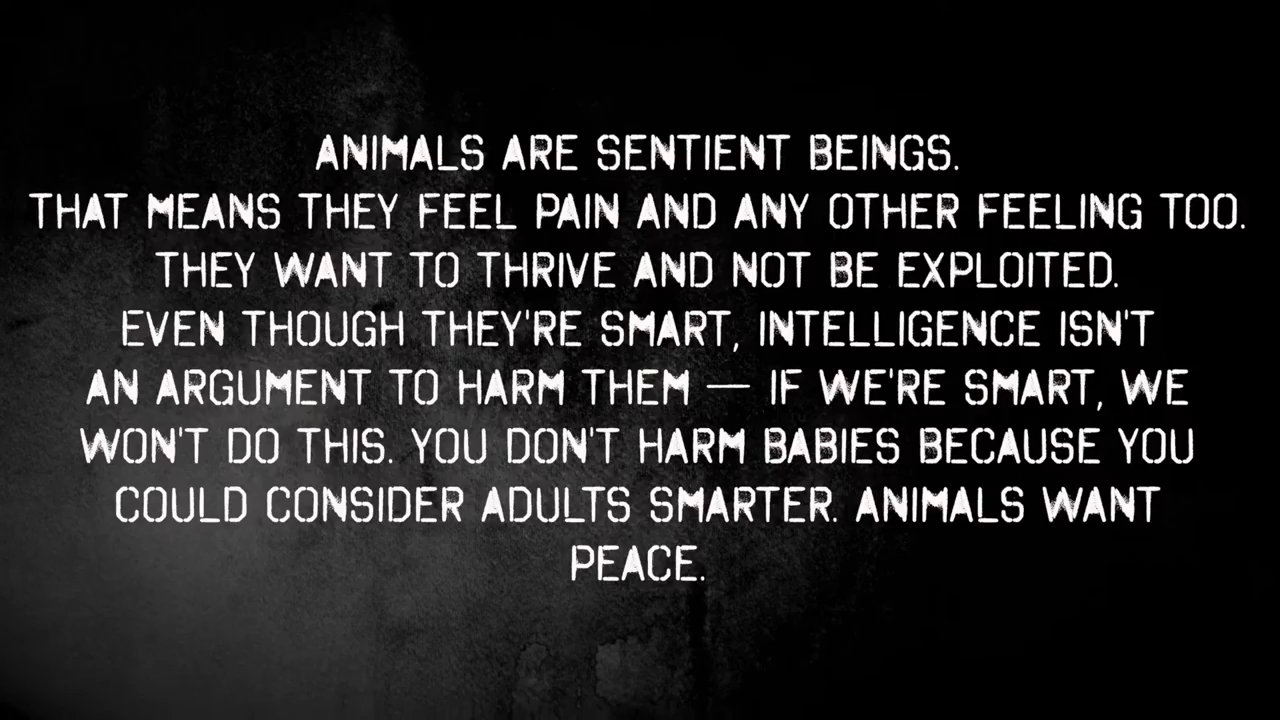 ANIMALS ARE SENTIENT BEINGS.
THAT MEANS THEY FEEL PAIN AND ANY OTHER FEELING TOO.
THEY WANT TO THRIVE AND NOT BE EXPLOITED.
EVEN THOUGH THEY'RE SMART, INTELLIGENCE ISN'T
AN ARGUMENT TO HARM THEM — IF WE'RE SMART, WE
WON'T DO THIS. YOU DON'T HARM BABIES BECAUSE YOU
COULD CONSIDER ADULTS SMARTER. ANIMALS WANT
PEACE.